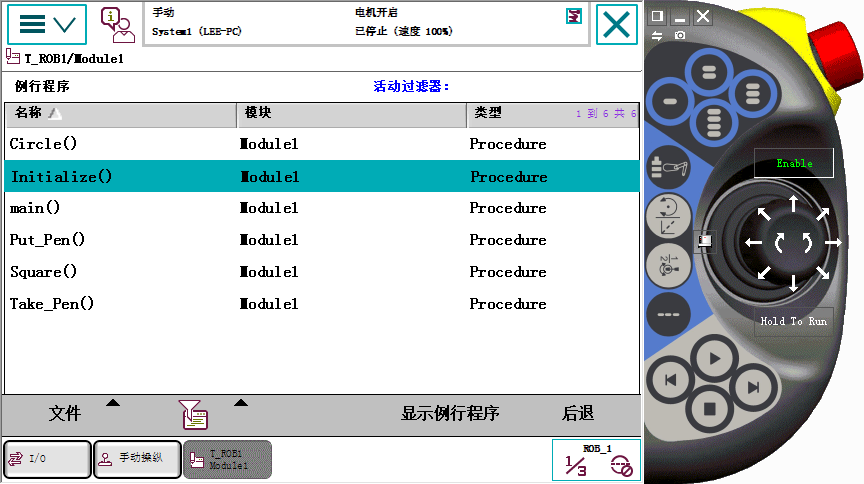 手动
电机开启
System1 (LEE-PC)
已停止 (速度 100%)
T_ROB1/Module1
例行程序
活动过滤器:
名称 模块 类型 1 到 6 共 6
Circle() Module1 Procedure
Initialize() Module1 Procedure
main() Module1 Procedure
Put_Pen() Module1 Procedure
Square() Module1 Procedure
Take_Pen() Module1 Procedure
文件 显示例行程序 后退
I/O
手动操纵
T_ROB1
Module1
ROB_1
1/3
Enable
Hold To Run